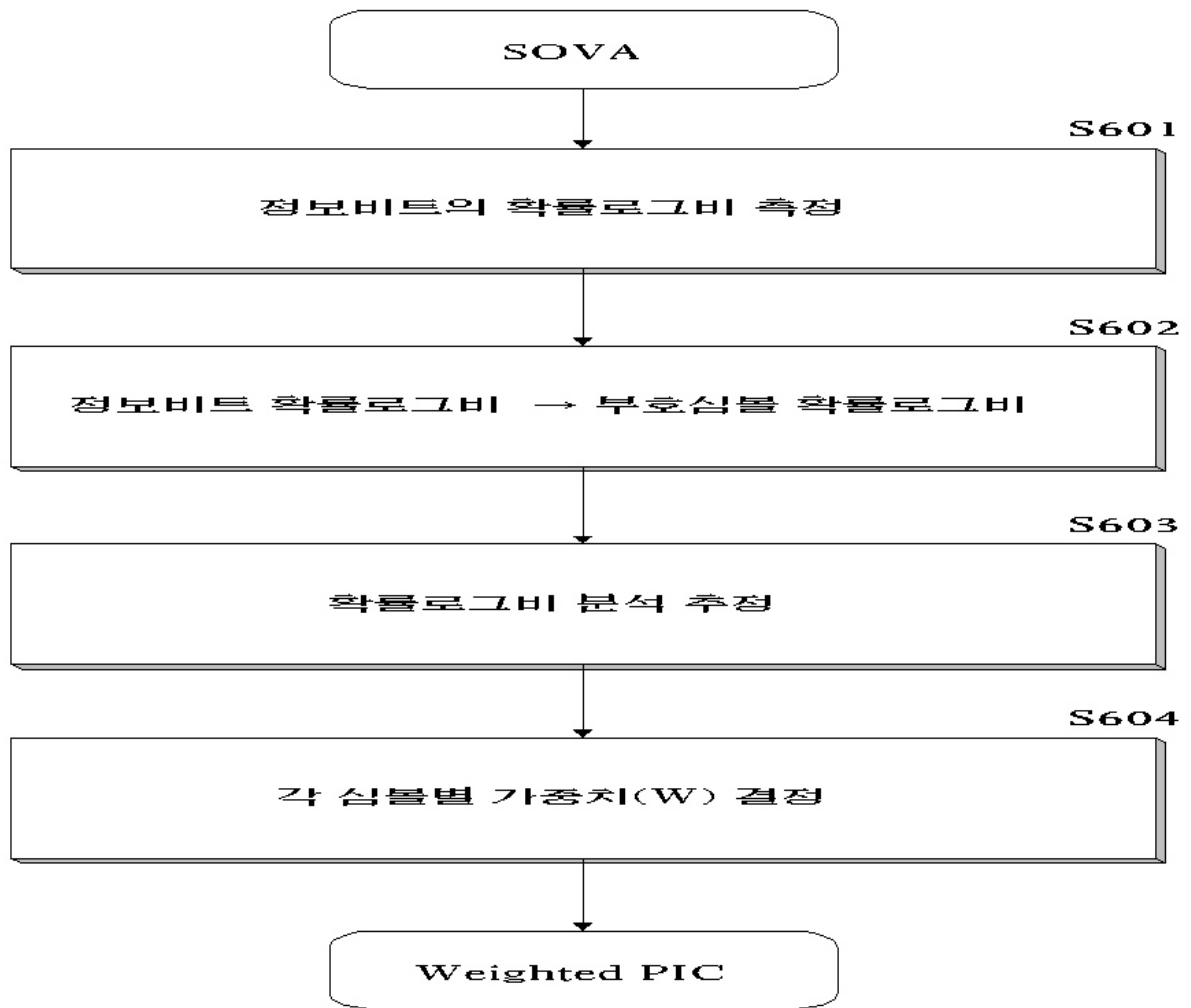 SOVA
S601
정보비트의 확률로그비 측정
S602
정보비트 확률로그비 → 부호심볼 확률로그비
S603
확률로그비 분석 추정
S604
각 심볼별 가중치(W) 결정
Weighted PIC